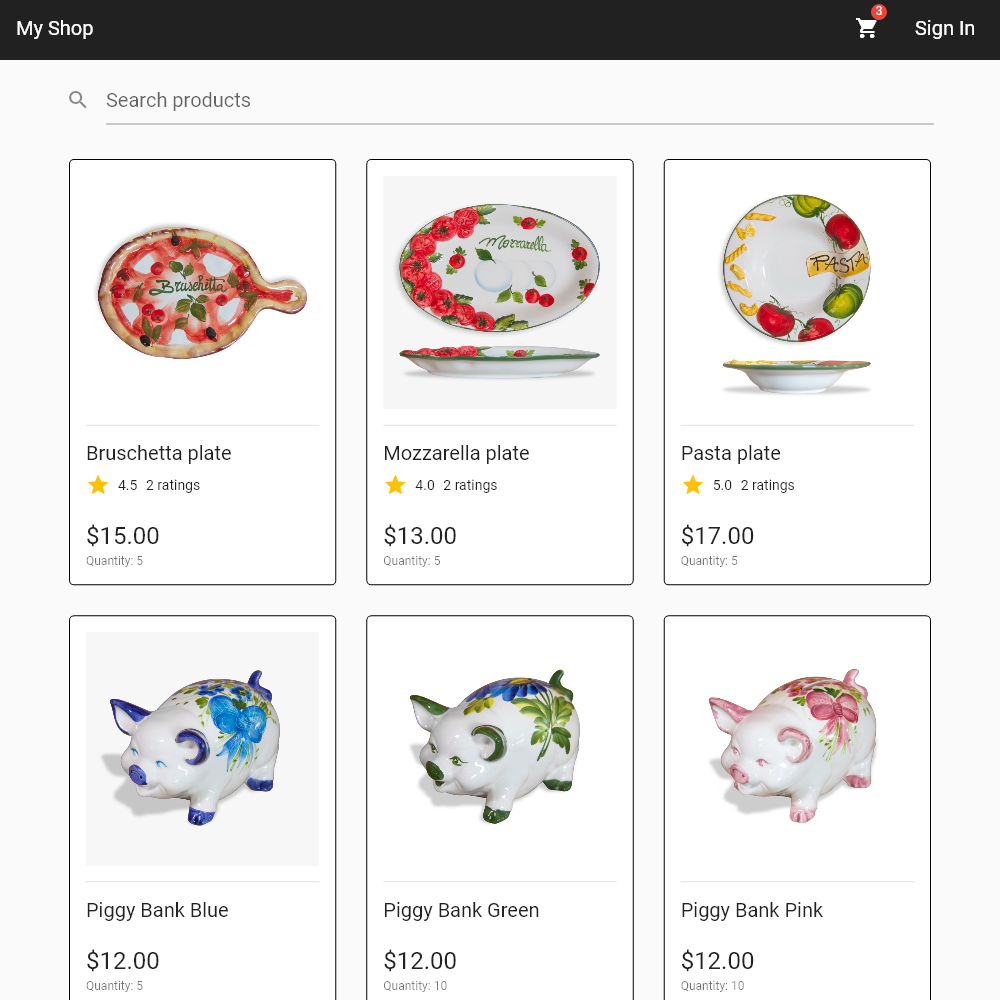 My Shop
3
Sign In
Search products
Bruschetta
Mozzarella
PASTA
Bruschetta plate
4.5 2 ratings
$15.00
Quantity: 5
Mozzarella plate
4.0 2 ratings
$13.00
Quantity: 5
Pasta plate
5.0 2 ratings
$17.00
Quantity: 5
Piggy Bank Blue
$12.00
Quantity: 5
Piggy Bank Green
$12.00
Quantity: 10
Piggy Bank Pink
$12.00
Quantity: 10